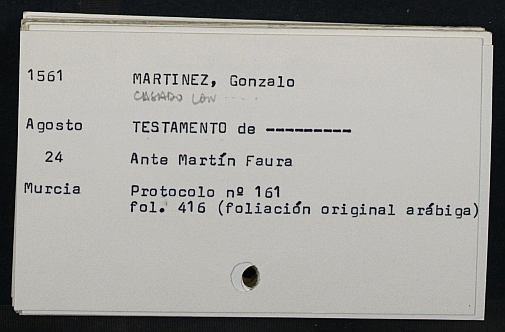 1561 MARTINEZ, Gonzalo
CASADO CON ....
Agosto TESTAMENTO de ---------
24 Ante Martín Faura
Murcia Protocolo nº 161
fol. 416 (foliación original arábiga)